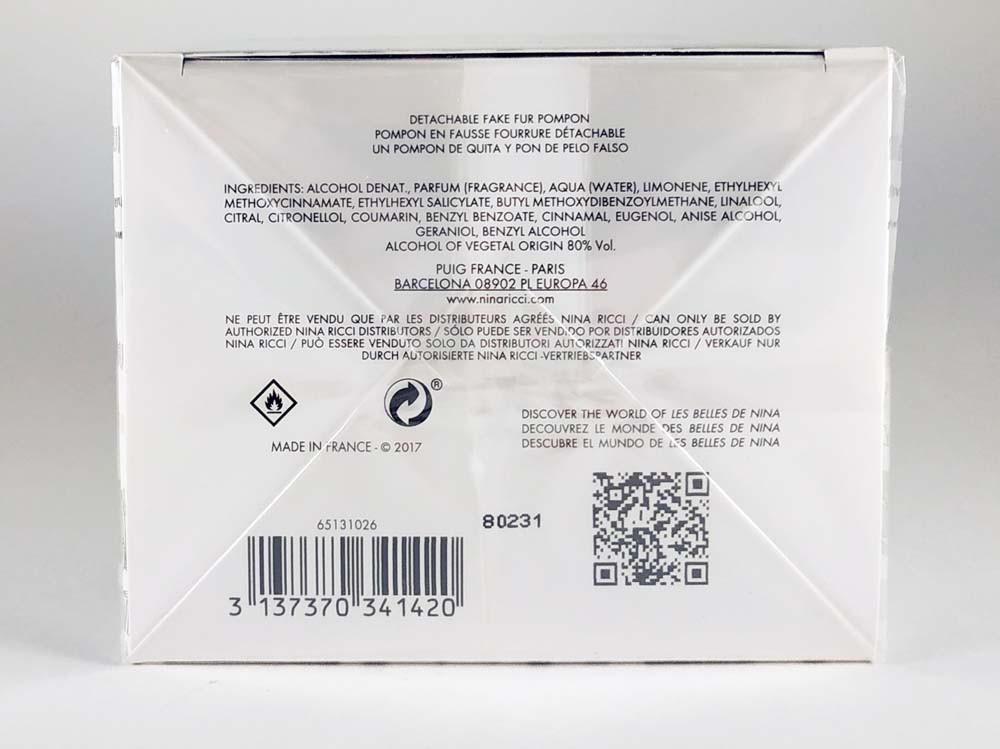 DETACHABLE FAKE FUR POMPON
POMPON EN FAUSSE FOURRURE DÉTACHABLE
UN POMPON DE QUITA Y PON DE PELO FALSO
INGREDIENTS: ALCOHOL DENAT., PARFUM (FRAGRANCE), AQUA (WATER), LIMONENE, ETHYLHEXYL
METHOXYCINNAMATE, ETHYLHEXYL SALICYLATE, BUTYL METHOXYDIBENZOYLMETHANE, LINALOOL,
CITRAL, CITRONELLOL, COUMARIN, BENZYL BENZOATE, CINNAMAL, EUGENOL, ANISE ALCOHOL,
GERANIOL, BENZYL ALCOHOL
ALCOHOL OF VEGETAL ORIGIN 80% Vol.
PUIG FRANCE - PARIS
BARCELONA 08902 PL EUROPA 46
www.ninaricci.com
NE PEUT ÊTRE VENDU QUE PAR LES DISTRIBUTEURS AGRÉÉS NINA RICCI / CAN ONLY BE SOLD BY
AUTHORIZED NINA RICCI DISTRIBUTORS / SÓLO PUEDE SER VENDIDO POR DISTRIBUIDORES AUTORIZADOS
NINA RICCI / PUÒ ESSERE VENDUTO SOLO DA DISTRIBUTORI AUTORIZZATI NINA RICCI / VERKAUF NUR
DURCH AUTORISIERTE NINA RICCI -VERTRIEBSPARTNER
®
MADE IN FRANCE - © 2017
DISCOVER THE WORLD OF LES BELLES DE NINA
DECOUVREZ LE MONDE DES BELLES DE NINA
DESCUBRE EL MUNDO DE LES BELLES DE NINA
65131026
80231
3 137370 341420